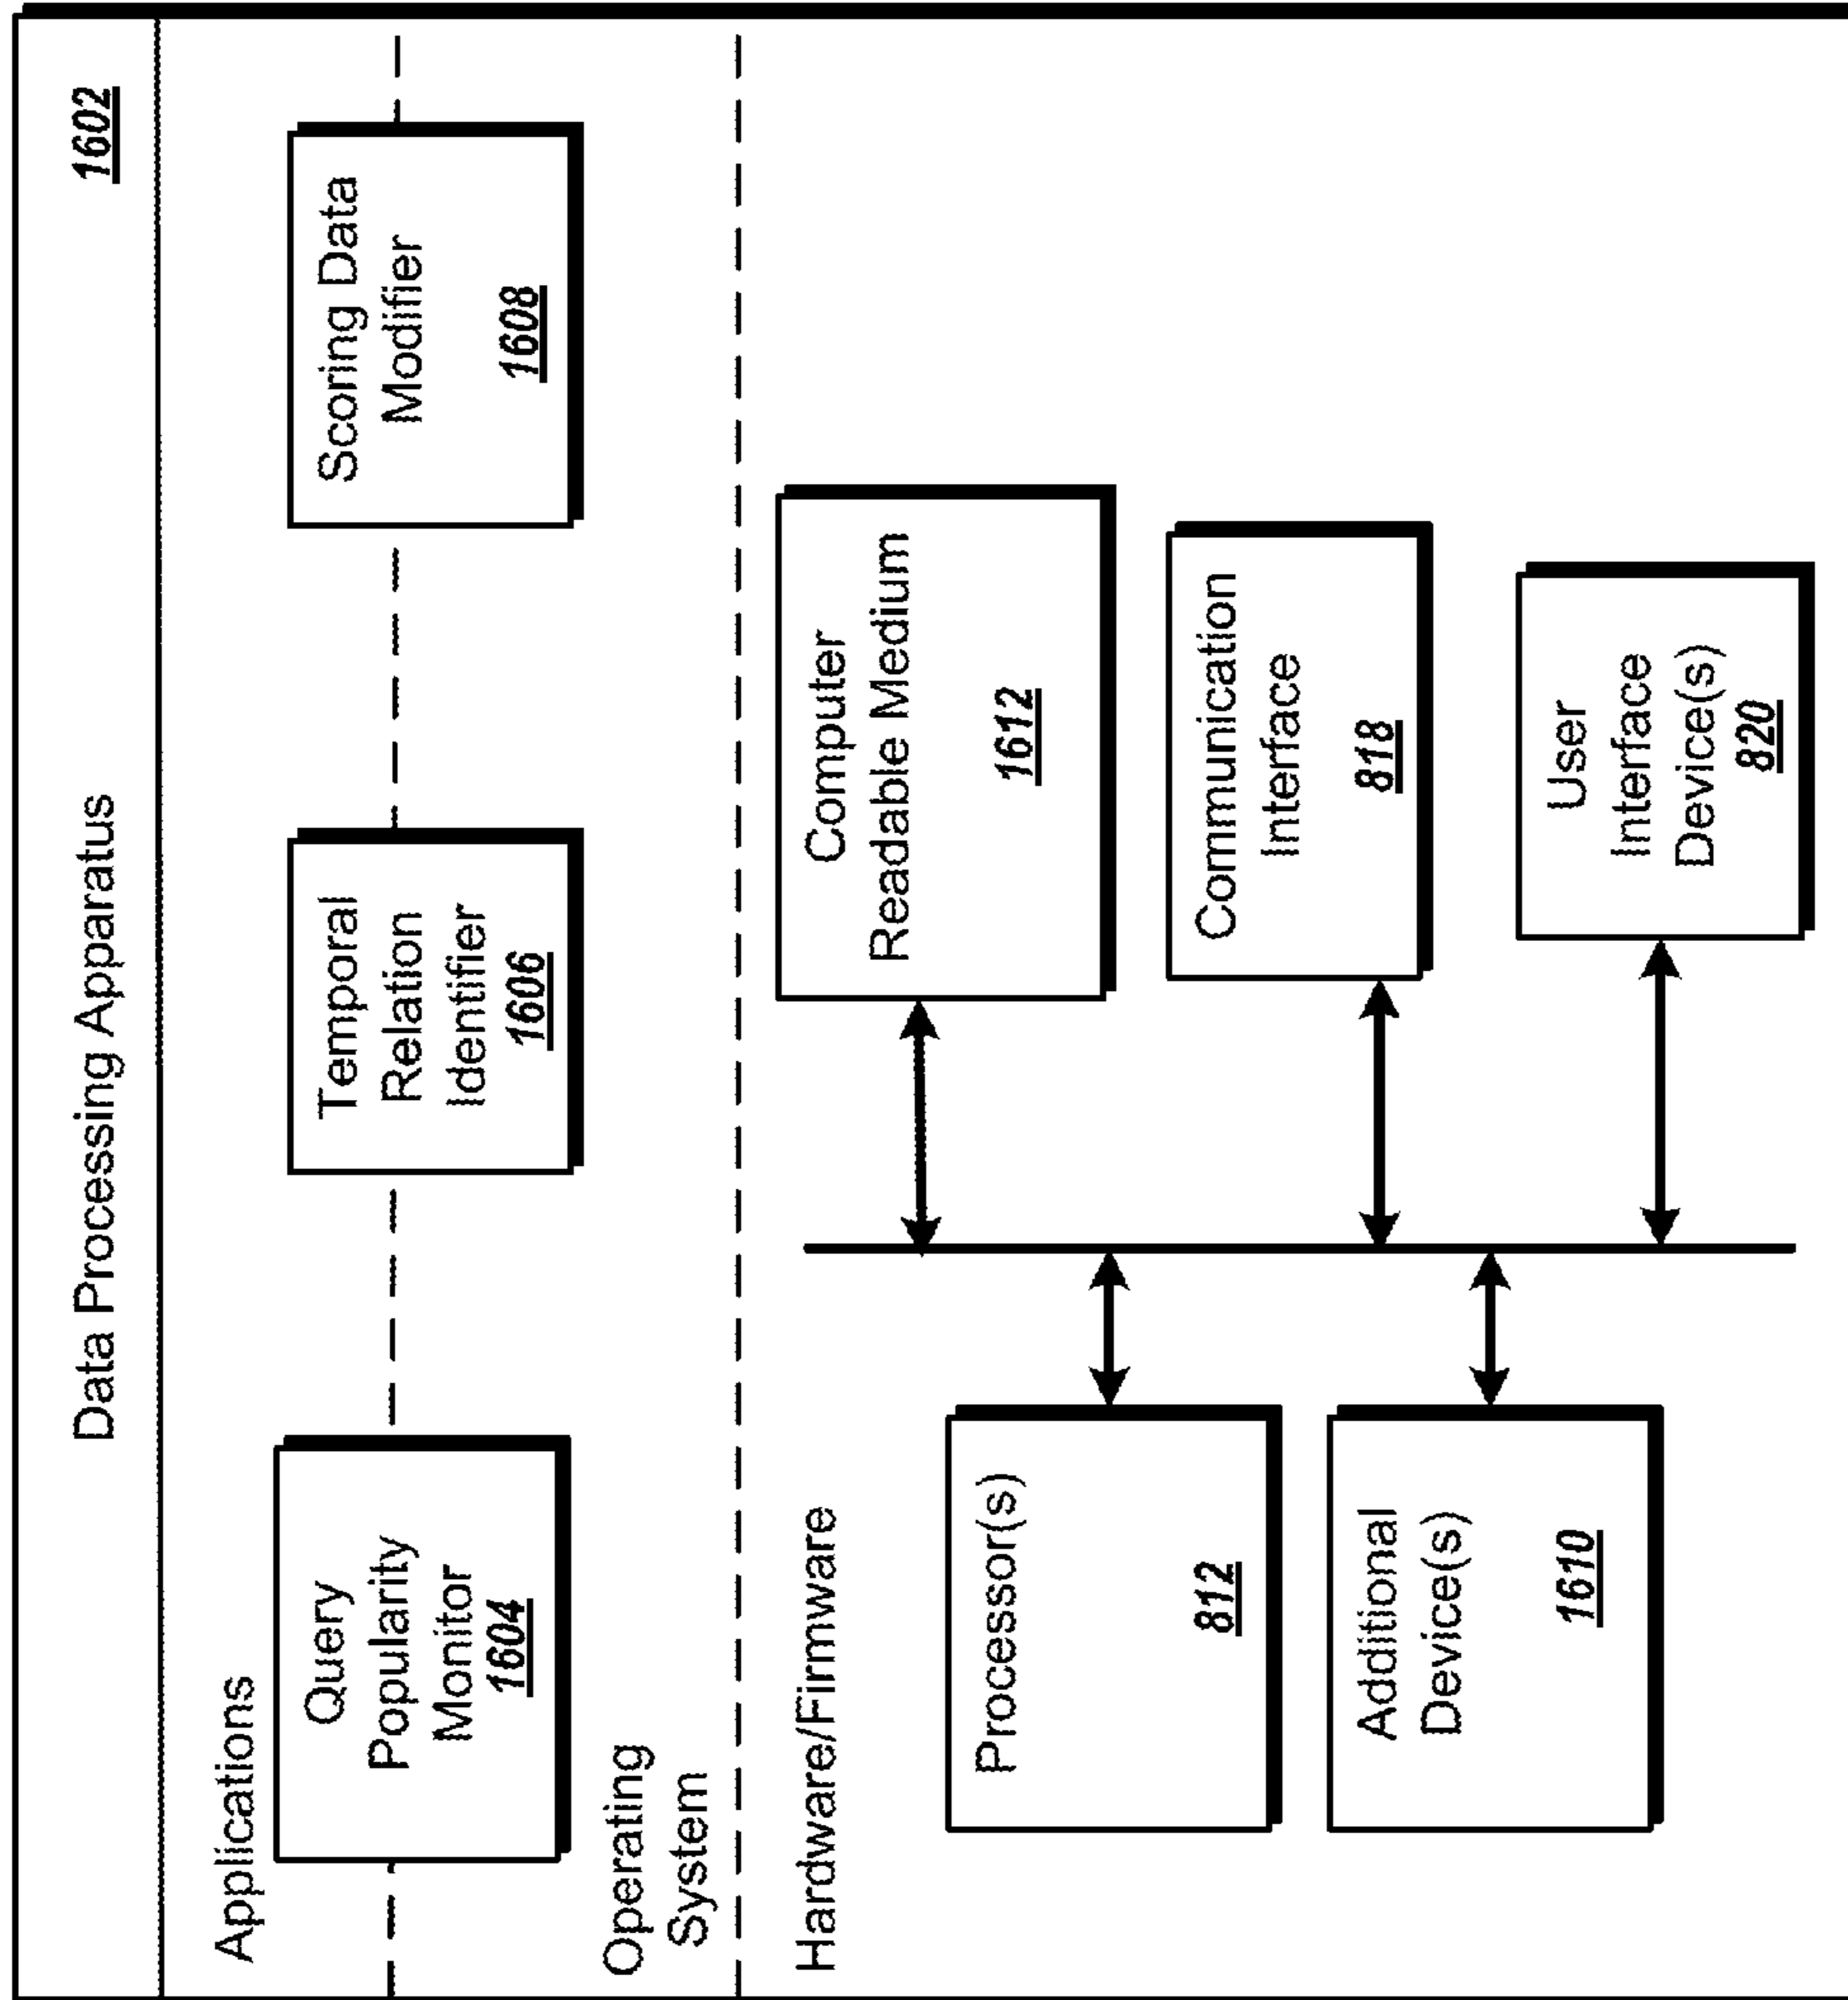 Data Processing Apparatus
1602
Applications
Query
Popularity
Monitor
1604
Temporal
Relation
Identifier
1606
Scoring Data
Modifier
1608
Operating
System
Hardware/Firmware
Processor(s)
812
Additional
Device(s)
1610
Computer
Readable Medium
1612
Communication
Interface
818
User
Interface
Device(s)
820